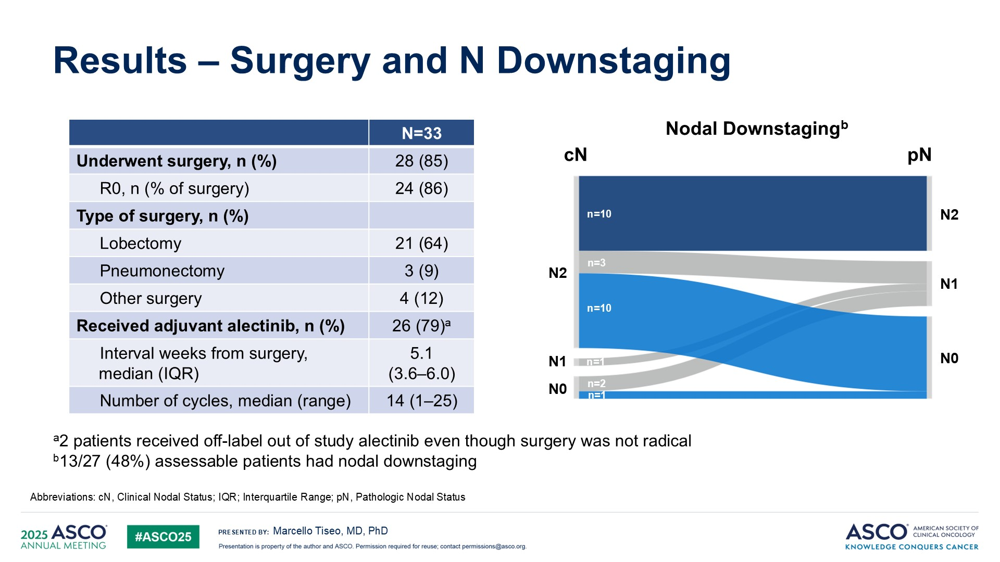 Results – Surgery and N Downstaging
N=33
Underwent surgery, n (%) 28 (85)
R0, n (% of surgery) 24 (86)
Type of surgery, n (%)
Lobectomy 21 (64)
Pneumonectomy 3 (9)
Other surgery 4 (12)
Received adjuvant alectinib, n (%) 26 (79)ᵃ
Interval weeks from surgery, 5.1
median (IQR) (3.6–6.0)
Number of cycles, median (range) 14 (1–25)
Nodal Downstagingᵇ
cN pN
n=10
N2
n=3
N2
N1
n=10
N1
n=1
N0
N0
n=2
n=1
ᵃ2 patients received off-label out of study alectinib even though surgery was not radical
ᵇ13/27 (48%) assessable patients had nodal downstaging
Abbreviations: cN, Clinical Nodal Status; IQR; Interquartile Range; pN, Pathologic Nodal Status
2025 ASCO
ANNUAL MEETING
#ASCO25
PRESENTED BY: Marcello Tiseo, MD, PhD
Presentation is property of the author and ASCO. Permission required for reuse; contact permissions@asco.org.
ASCO AMERICAN SOCIETY OF
CLINICAL ONCOLOGY
KNOWLEDGE CONQUERS CANCER